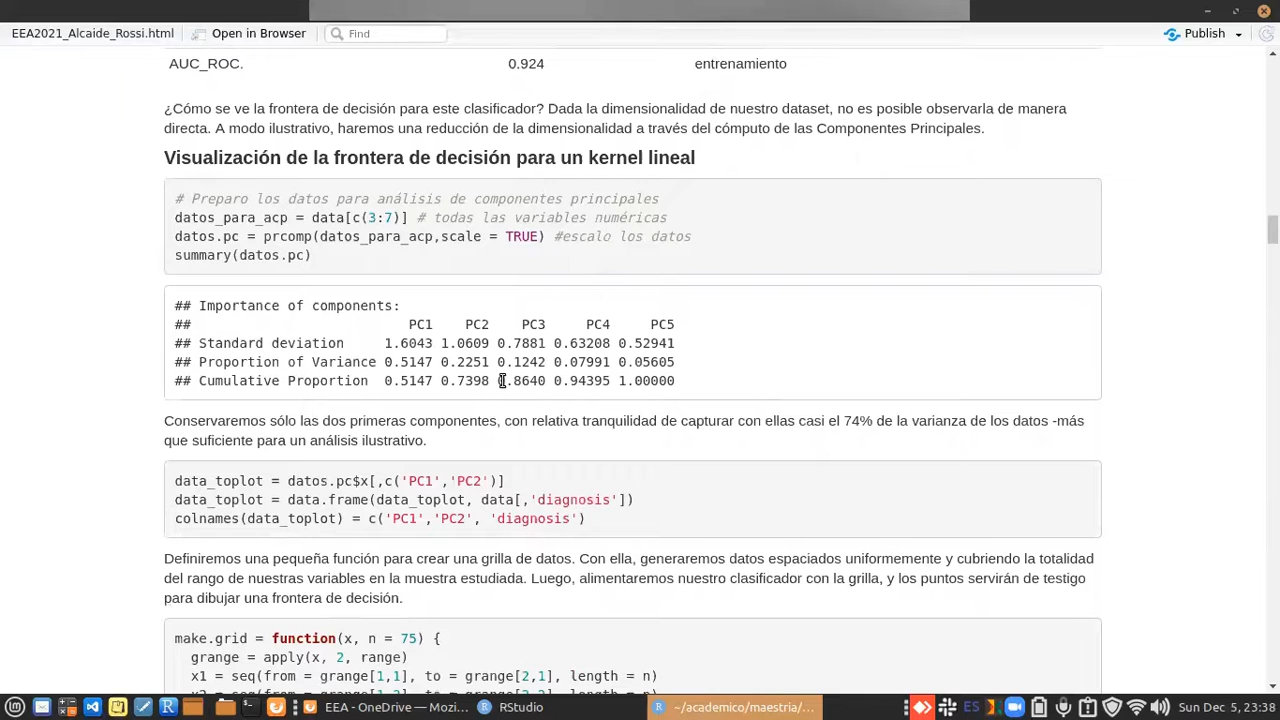 EEA2021_Alcaide_Rossi.html
Open in Browser
Find
Publish
AUC_ROC. 0.924 entrenamiento
¿Cómo se ve la frontera de decisión para este clasificador? Dada la dimensionalidad de nuestro dataset, no es posible observarla de manera
directa. A modo ilustrativo, haremos una reducción de la dimensionalidad a través del cómputo de las Componentes Principales.
Visualización de la frontera de decisión para un kernel lineal
# Preparo los datos para análisis de componentes principales
datos_para_acp = data[c(3:7)] # todas las variables numéricas
datos.pc = prcomp(datos_para_acp,scale = TRUE) #escalo los datos
summary(datos.pc)
## Importance of components:
## PC1 PC2 PC3 PC4 PC5
## Standard deviation 1.6043 1.0609 0.7881 0.63208 0.52941
## Proportion of Variance 0.5147 0.2251 0.1242 0.07991 0.05605
## Cumulative Proportion 0.5147 0.7398 0.8640 0.94395 1.00000
Conservaremos sólo las dos primeras componentes, con relativa tranquilidad de capturar con ellas casi el 74% de la varianza de los datos -más
que suficiente para un análisis ilustrativo.
data_toplot = datos.pc$x[,c('PC1','PC2')]
data_toplot = data.frame(data_toplot, data[,'diagnosis'])
colnames(data_toplot) = c('PC1','PC2', 'diagnosis')
Definiremos una pequeña función para crear una grilla de datos. Con ella, generaremos datos espaciados uniformemente y cubriendo la totalidad
del rango de nuestras variables en la muestra estudiada. Luego, alimentaremos nuestro clasificador con la grilla, y los puntos servirán de testigo
para dibujar una frontera de decisión.
make.grid = function(x, n = 75) {
grange = apply(x, 2, range)
x1 = seq(from = grange[1,1], to = grange[2,1], length = n)
x2 = seq(from = grange[1,2], to = grange[2,2], length = n)
EEA - OneDrive — Mozi...
RStudio
~/academico/maestria/...
ES
Sun Dec 5, 23:38